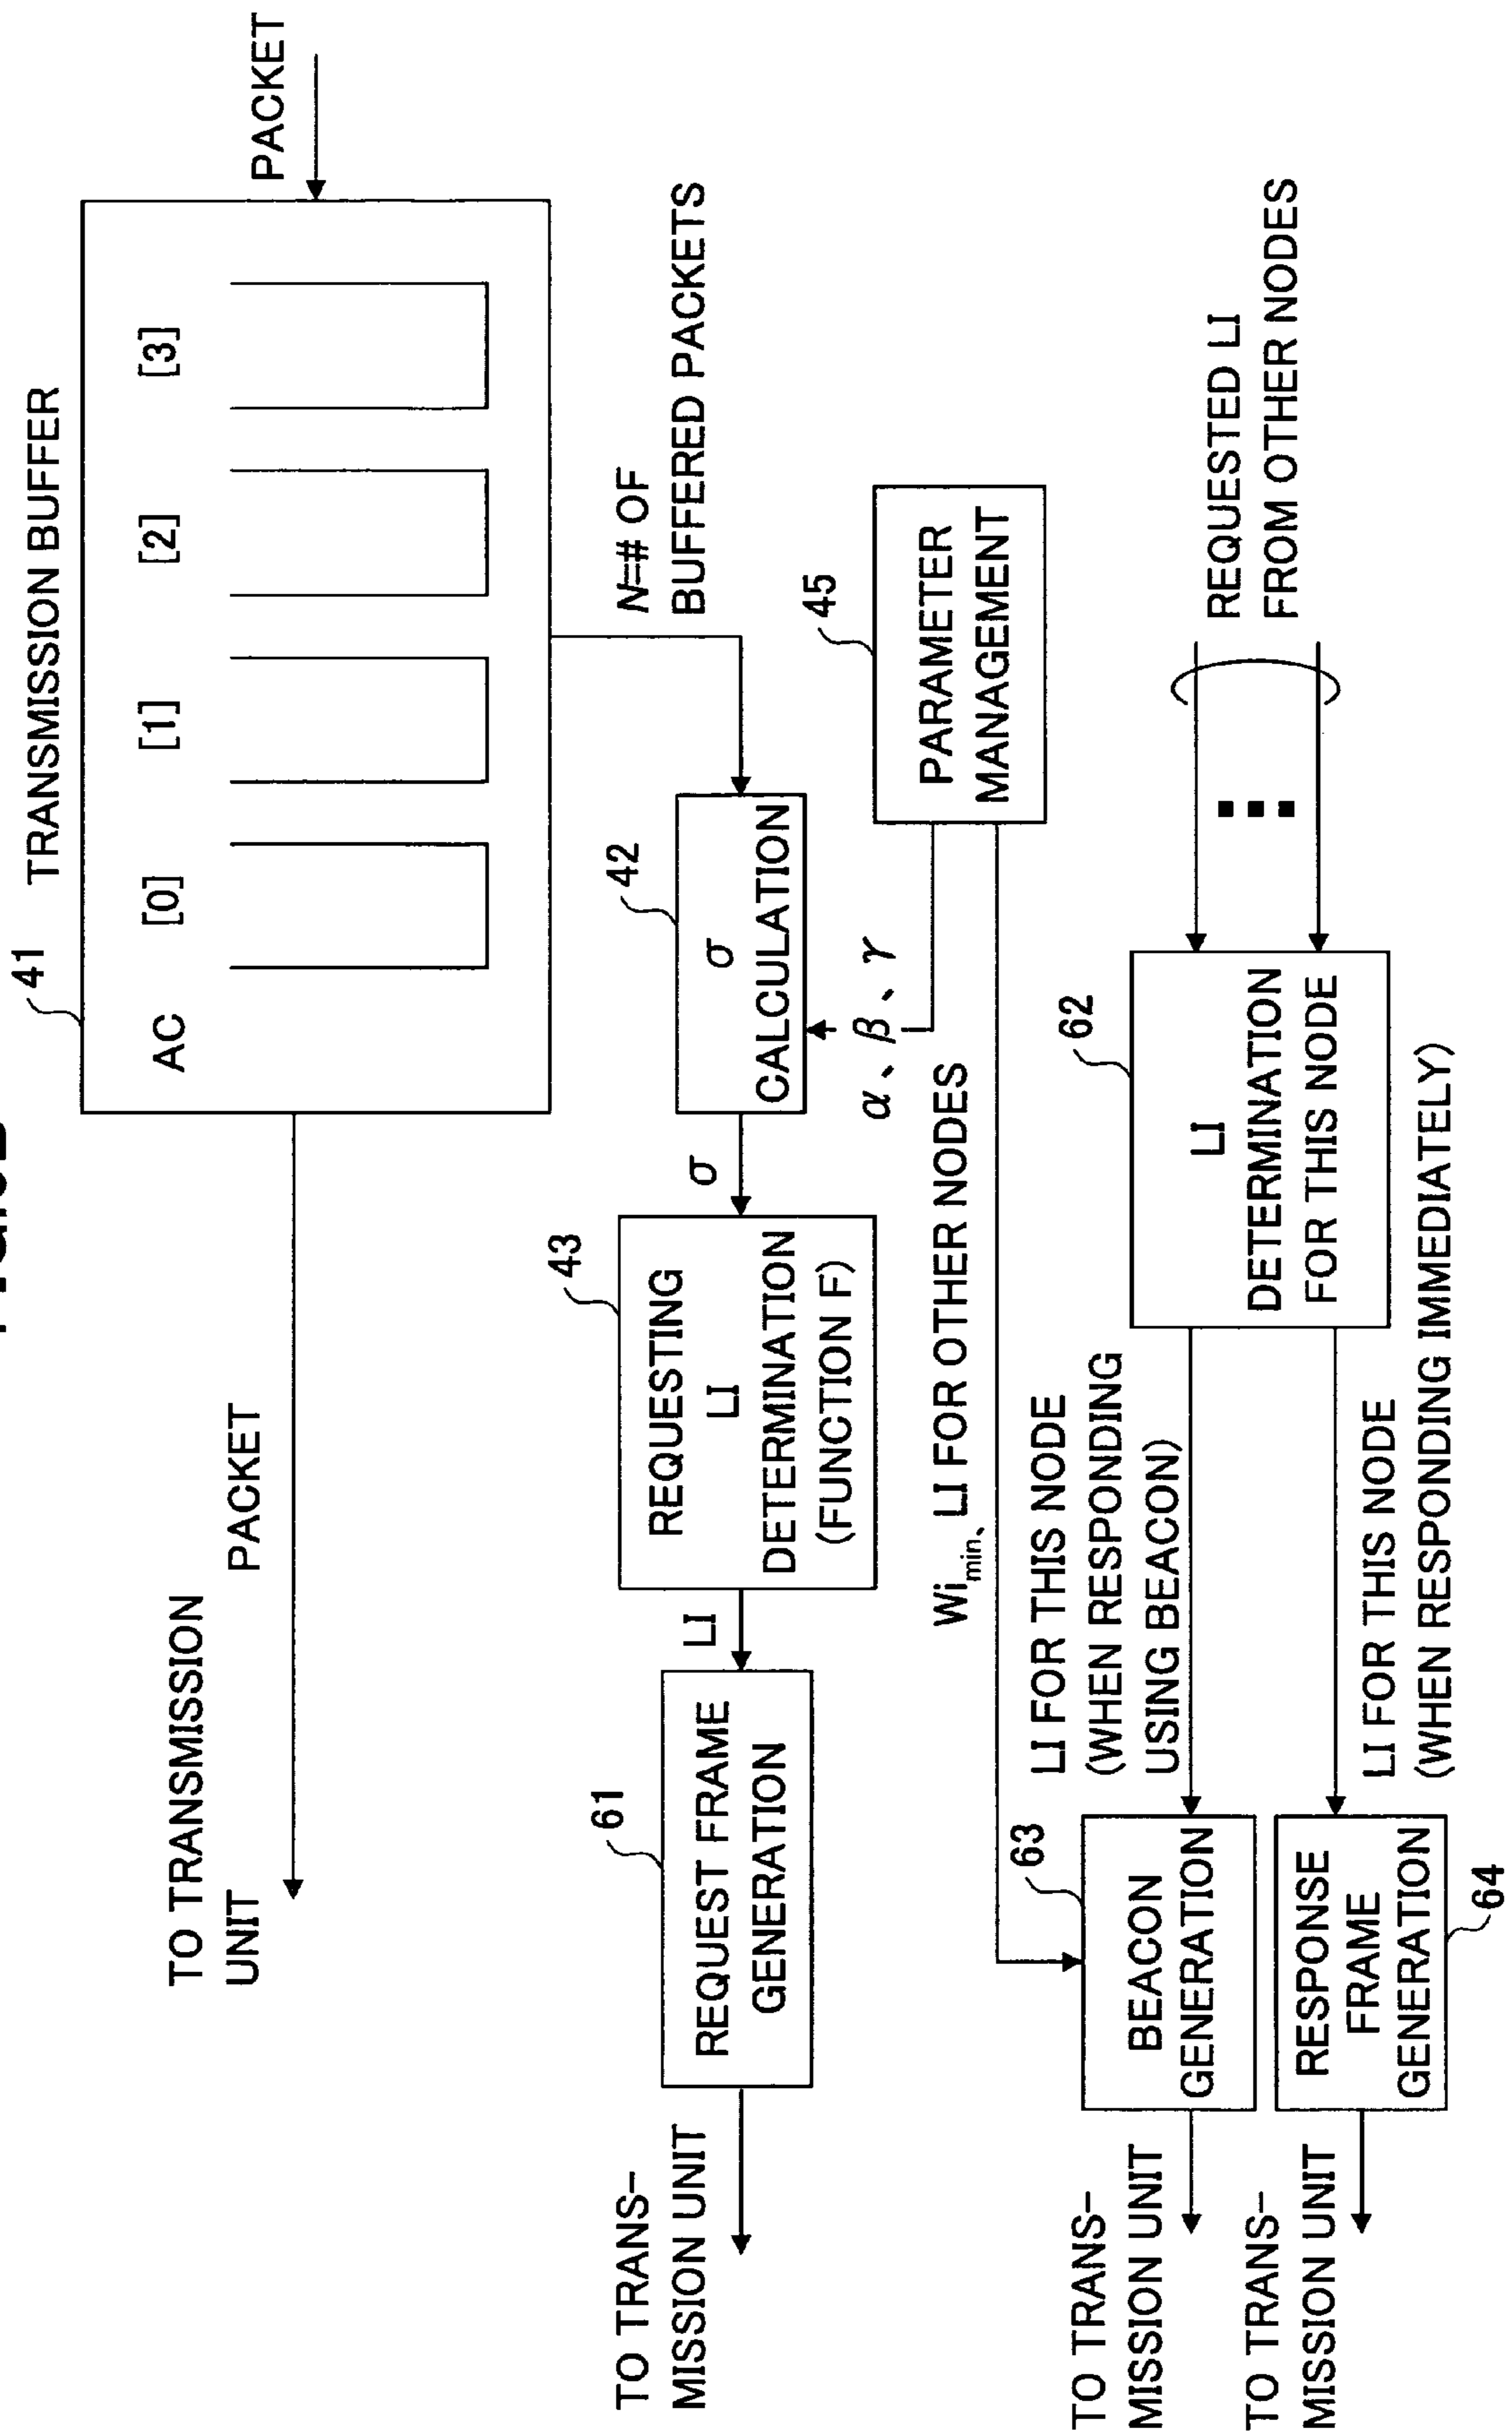 41
TRANSMISSION BUFFER
AC
[0]
[1]
[2]
[3]
PACKET
PACKET
TO TRANSMISSION
UNIT
N=# OF
BUFFERED PACKETS
42
σ
CALCULATION
σ
43
REQUESTING
LI
DETERMINATION
(FUNCTION F)
LI
61
REQUEST FRAME
GENERATION
TO TRANS-
MISSION UNIT
45
PARAMETER
MANAGEMENT
α、β、γ
Wi min、LI FOR OTHER NODES
REQUESTED LI
FROM OTHER NODES
62
LI
DETERMINATION
FOR THIS NODE
LI FOR THIS NODE
(WHEN RESPONDING
USING BEACON)
LI FOR THIS NODE
(WHEN RESPONDING IMMEDIATELY)
63
BEACON
GENERATION
TO TRANS-
MISSION UNIT
RESPONSE
FRAME
GENERATION
64
TO TRANS-
MISSION UNIT